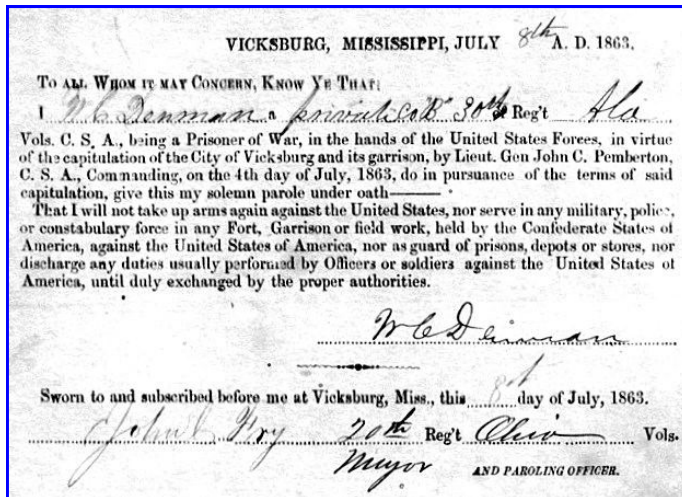 VICKSBURG, MISSISSIPPI, JULY 8th A. D. 1863.
TO ALL WHOM IT MAY CONCERN, KNOW YE THAT:
I W C Denman a private Co B 30th Reg't Ala
Vols. C. S. A., being a Prisoner of War, in the hands of the United States Forces, in virtue
of the capitulation of the City of Vicksburg and its garrison, by Lieut. Gen John C. Pemberton,
C. S. A., Commanding, on the 4th day of July, 1863, do in pursuance of the terms of said
capitulation, give this my solemn parole under oath———
That I will not take up arms again against the United States, nor serve in any military, police,
or constabulary force in any Fort, Garrison or field work, held by the Confederate States of
America, against the United States of America, nor as guard of prisons, depots or stores, nor
discharge any duties usually performed by Officers or soldiers against the United States of
America, until duly exchanged by the proper authorities.
W C Denman
Sworn to and subscribed before me at Vicksburg, Miss., this 8th day of July, 1863.
John C Fry 20th Reg't Ohio Vols.
Mayor AND PAROLING OFFICER.